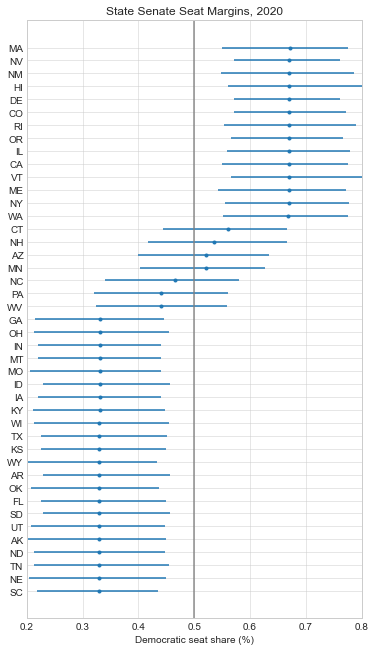 State Senate Seat Margins, 2020
MA
NV
NM
HI
DE
CO
RI
OR
IL
CA
VT
ME
NY
WA
CT
NH
AZ
MN
NC
PA
WV
GA
OH
IN
MT
MO
ID
IA
KY
WI
TX
KS
WY
AR
OK
FL
SD
UT
AK
ND
TN
NE
SC
0.2 0.3 0.4 0.5 0.6 0.7 0.8
Democratic seat share (%)